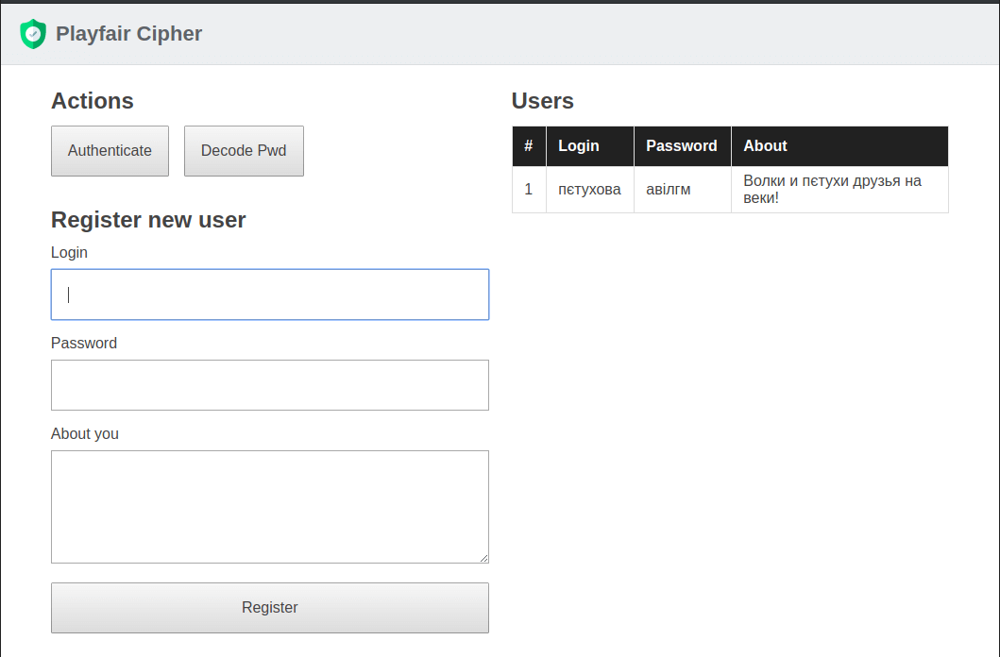 Playfair Cipher
Actions
Authenticate
Decode Pwd
Register new user
Login
Password
About you
Register
Users
# Login Password About
1 пєтухова авілгм Волки и пєтухи друзья на
веки!